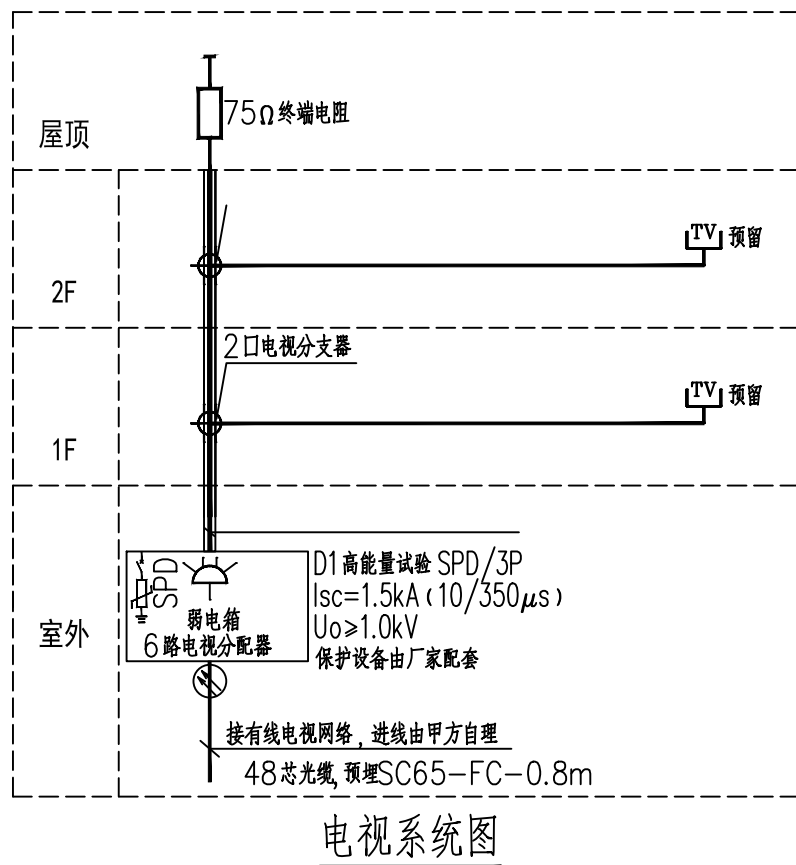 屋顶
75Ω终端电阻
2F
TV 预留
2口电视分支器
1F
TV 预留
室外
SPD
弱电箱
6路电视分配器
D1高能量试验 SPD/3P
Isc=1.5kA(10/350μs)
Uo≥1.0kV
保护设备由厂家配套
接有线电视网络, 进线由甲方自理
48芯光缆, 预埋SC65-FC-0.8m
电视系统图